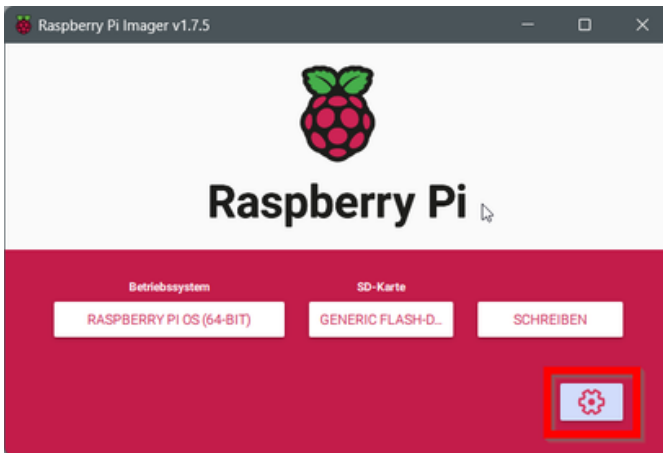 Raspberry Pi Imager v1.7.5
Raspberry Pi
Betriebssystem
SD-Karte
RASPBERRY PI OS (64-BIT)
GENERIC FLASH-D...
SCHREIBEN